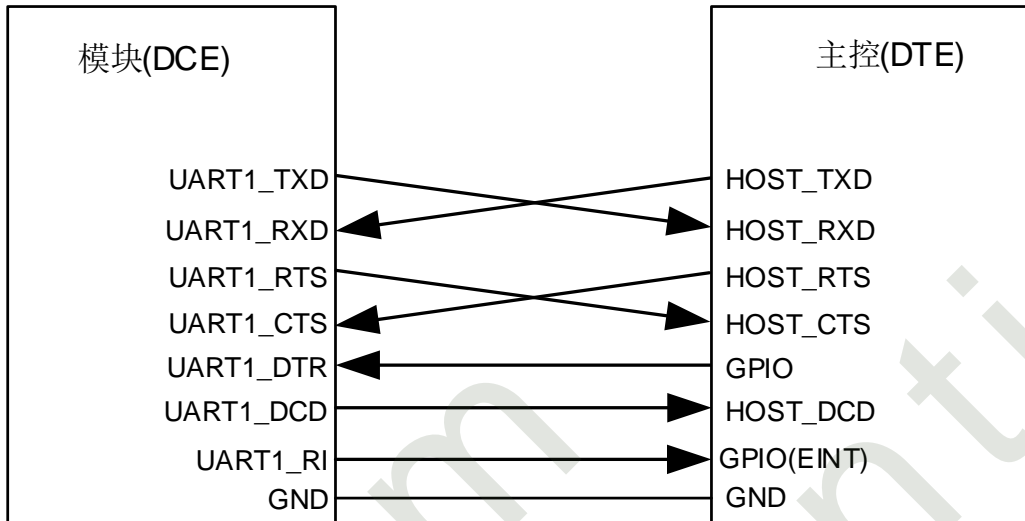 模块(DCE)
主控(DTE)
UART1_TXD
HOST_TXD
UART1_RXD
HOST_RXD
UART1_RTS
HOST_RTS
UART1_CTS
HOST_CTS
UART1_DTR
GPIO
UART1_DCD
HOST_DCD
UART1_RI
GPIO(EINT)
GND
GND